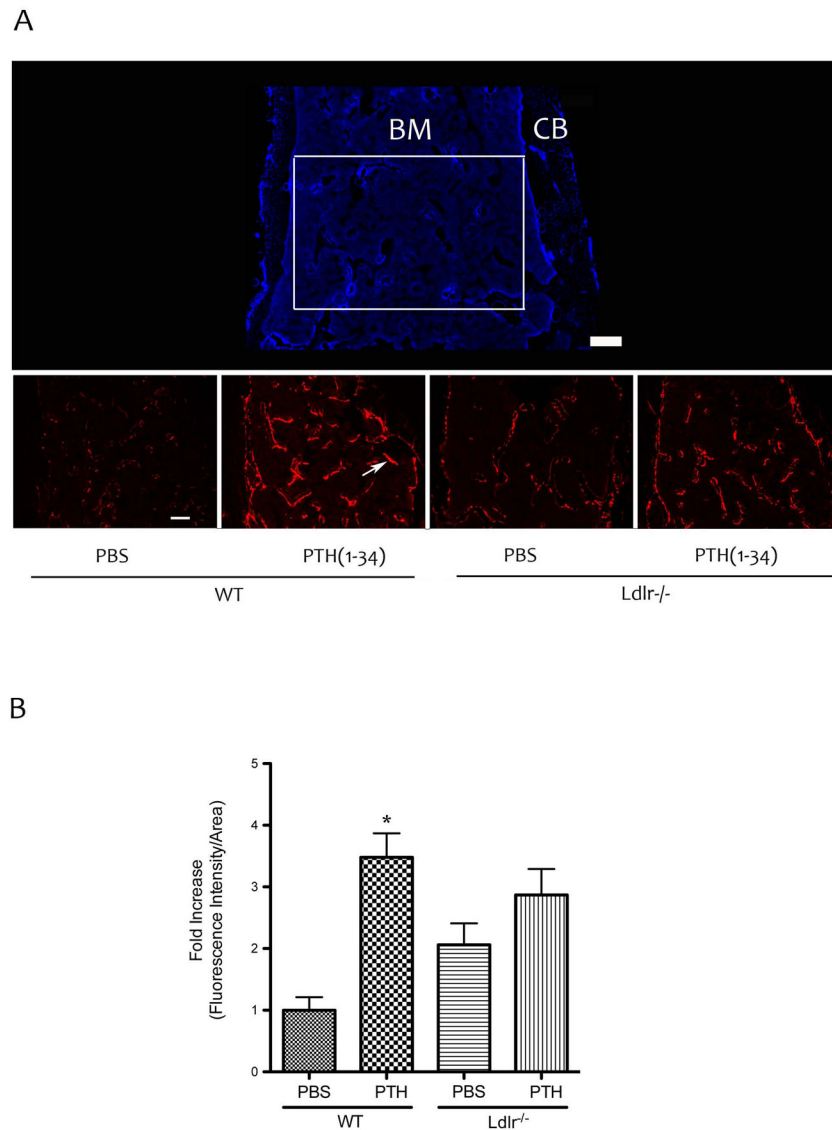 A
BM CB
PBS PTH(1-34) PBS PTH(1-34)
WT Ldlr-/-
B
Fold Increase
(Fluorescence Intensity/Area)
5
4
3
2
1
0
*
PBS PTH PBS PTH
WT Ldlr-/-